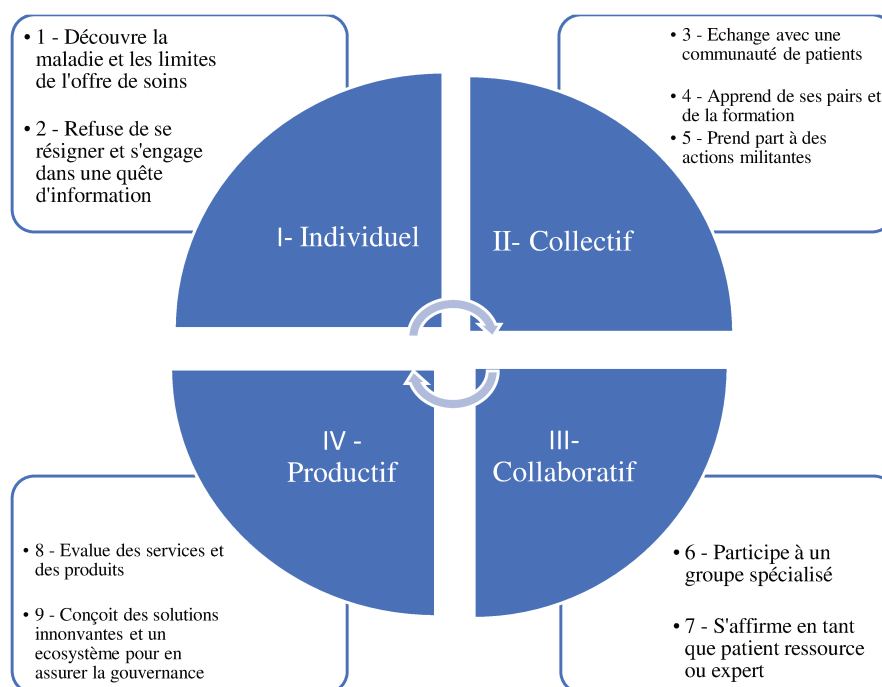 • 1 - Découvre la
maladie et les limites
de l'offre de soins
• 2 - Refuse de se
résigner et s'engage
dans une quête
d'information
• 3 - Echange avec une
communauté de patients
• 4 - Apprend de ses pairs et
de la formation
• 5 - Prend part à des
actions militantes
I- Individuel
II- Collectif
IV -
Productif
III-
Collaboratif
• 8 - Evalue des services et
des produits
• 9 - Conçoit des solutions
innonvantes et un
ecosystème pour en
assurer la gouvernance
• 6 - Participe à un
groupe spécialisé
• 7 - S'affirme en tant
que patient ressource
ou expert